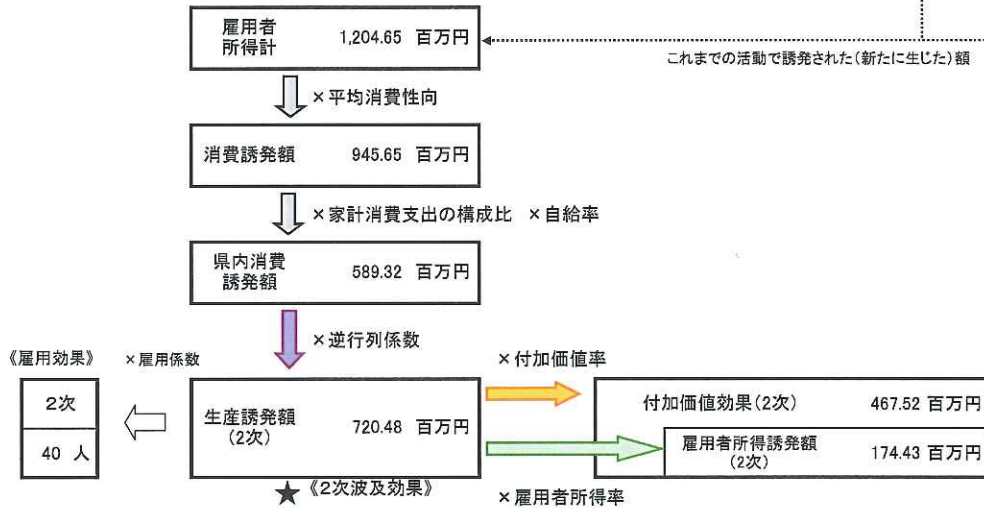 雇用者
所得計
1,204.65 百万円
これまでの活動で誘発された(新たに生じた)額
×平均消費性向
消費誘発額 945.65 百万円
×家計消費支出の構成比 ×自給率
県内消費
誘発額
589.32 百万円
×逆行列係数
《雇用効果》 ×雇用係数
×付加価値率
2次
40 人
生産誘発額
(2次)
720.48 百万円
付加価値効果(2次) 467.52 百万円
雇用者所得誘発額
(2次)
174.43 百万円
★《2次波及効果》
×雇用者所得率